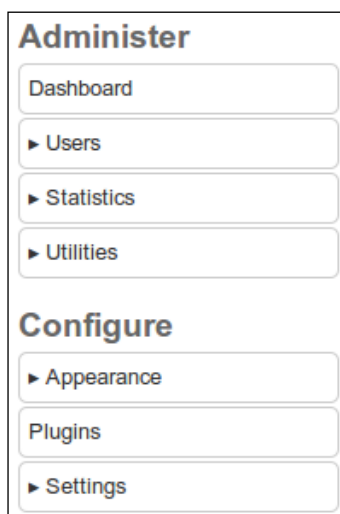 Administer
Dashboard
▸ Users
▸ Statistics
▸ Utilities
Configure
▸ Appearance
Plugins
▸ Settings